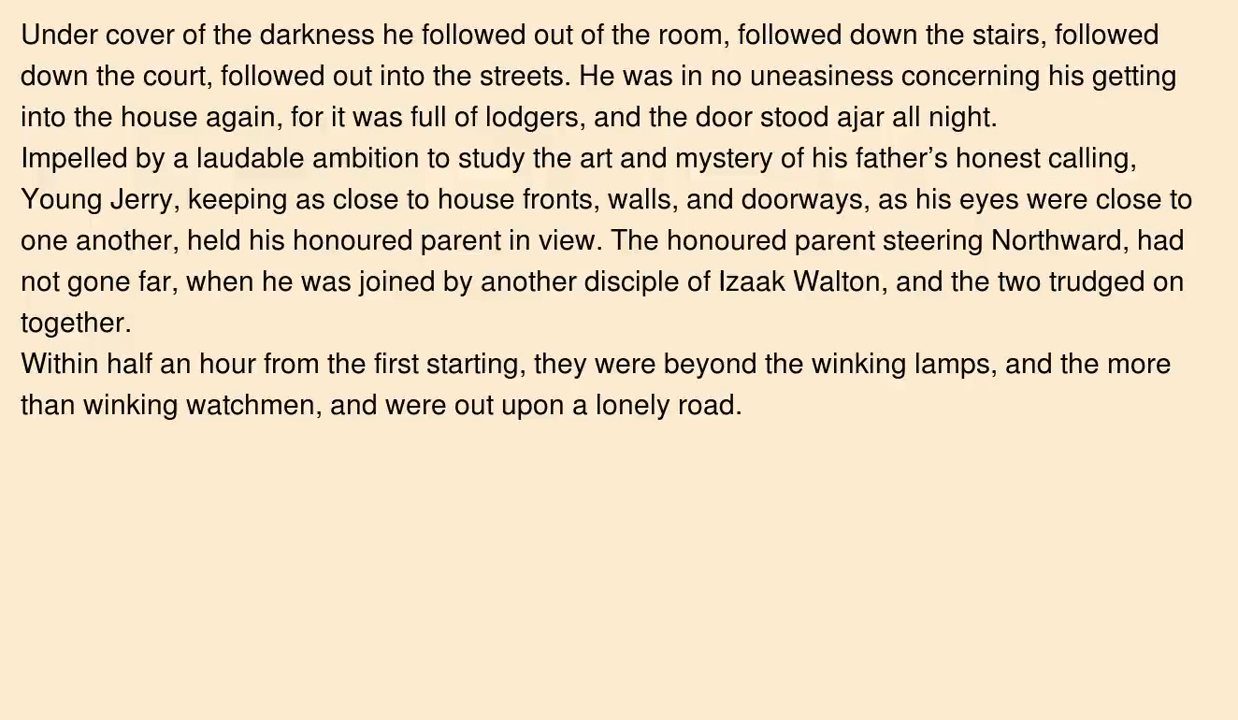 Under cover of the darkness he followed out of the room, followed down the stairs, followed
down the court, followed out into the streets. He was in no uneasiness concerning his getting
into the house again, for it was full of lodgers, and the door stood ajar all night.
Impelled by a laudable ambition to study the art and mystery of his father’s honest calling,
Young Jerry, keeping as close to house fronts, walls, and doorways, as his eyes were close to
one another, held his honoured parent in view. The honoured parent steering Northward, had
not gone far, when he was joined by another disciple of Izaak Walton, and the two trudged on
together.
Within half an hour from the first starting, they were beyond the winking lamps, and the more
than winking watchmen, and were out upon a lonely road.